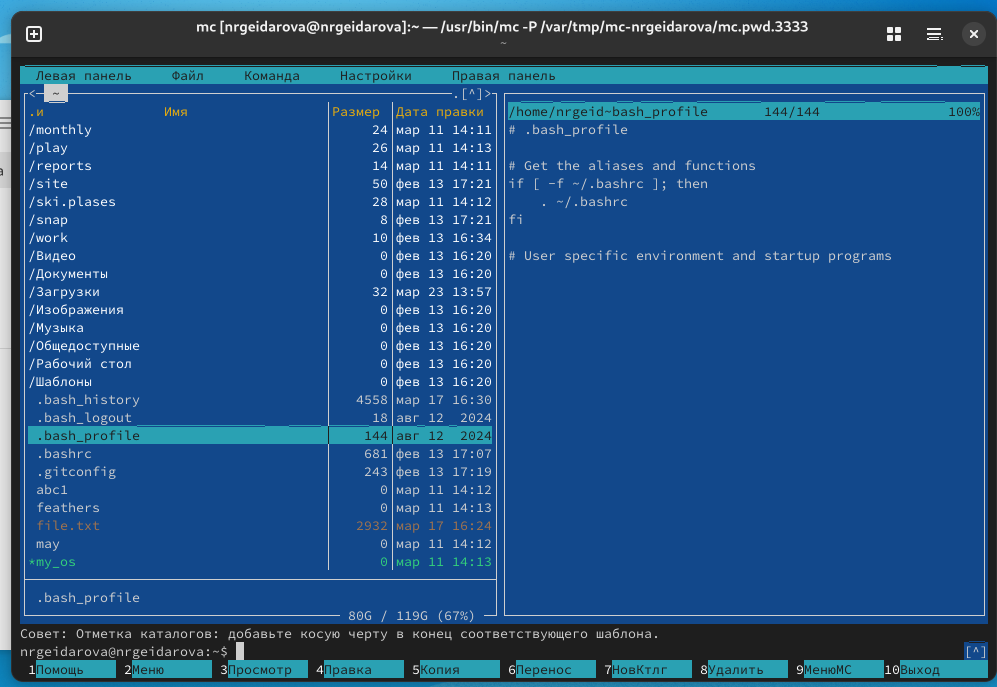 mc [nrgeidarova@nrgeidarova]:~ — /usr/bin/mc -P /var/tmp/mc-nrgeidarova/mc.pwd.3333
~
Левая панель Файл Команда Настройки Правая панель
<─ ~ .[^]>
.и Имя Размер Дата правки
/monthly 24 мар 11 14:11
/play 26 мар 11 14:13
/reports 14 мар 11 14:11
/site 50 фев 13 17:21
/ski.plases 28 мар 11 14:12
/snap 8 фев 13 17:21
/work 10 фев 13 16:34
/Видео 0 фев 13 16:20
/Документы 0 фев 13 16:20
/Загрузки 32 мар 23 13:57
/Изображения 0 фев 13 16:20
/Музыка 0 фев 13 16:20
/Общедоступные 0 фев 13 16:20
/Рабочий стол 0 фев 13 16:20
/Шаблоны 0 фев 13 16:20
.bash_history 4558 мар 17 16:30
.bash_logout 18 авг 12 2024
.bash_profile 144 авг 12 2024
.bashrc 681 фев 13 17:07
.gitconfig 243 фев 13 17:19
abc1 0 мар 11 14:12
feathers 0 мар 11 14:13
file.txt 2932 мар 17 16:24
may 0 мар 11 14:12
*my_os 0 мар 11 14:13
.bash_profile
80G / 119G (67%)
/home/nrgeid~bash_profile 144/144 100%
# .bash_profile
# Get the aliases and functions
if [ -f ~/.bashrc ]; then
. ~/.bashrc
fi
# User specific environment and startup programs
Совет: Отметка каталогов: добавьте косую черту в конец соответствующего шаблона.
nrgeidarova@nrgeidarova:~$ [^]
1Помощь 2Меню 3Просмотр 4Правка 5Копия 6Перенос 7НовКтлг 8Удалить 9МенюMC 10Выход